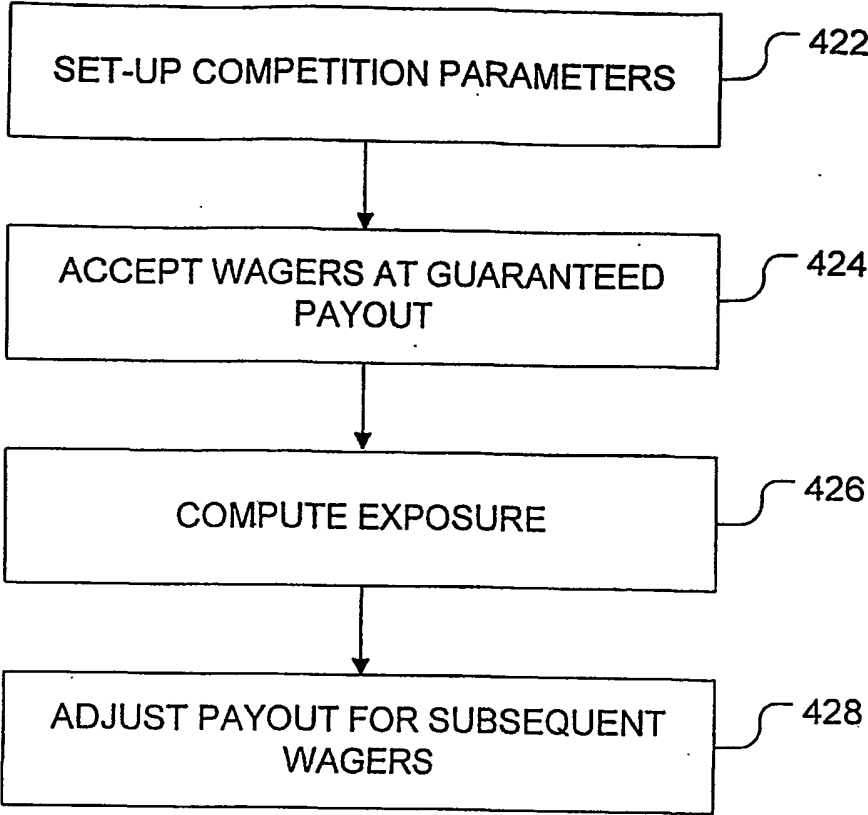 SET-UP COMPETITION PARAMETERS
422
ACCEPT WAGERS AT GUARANTEED
PAYOUT
424
COMPUTE EXPOSURE
426
ADJUST PAYOUT FOR SUBSEQUENT
WAGERS
428